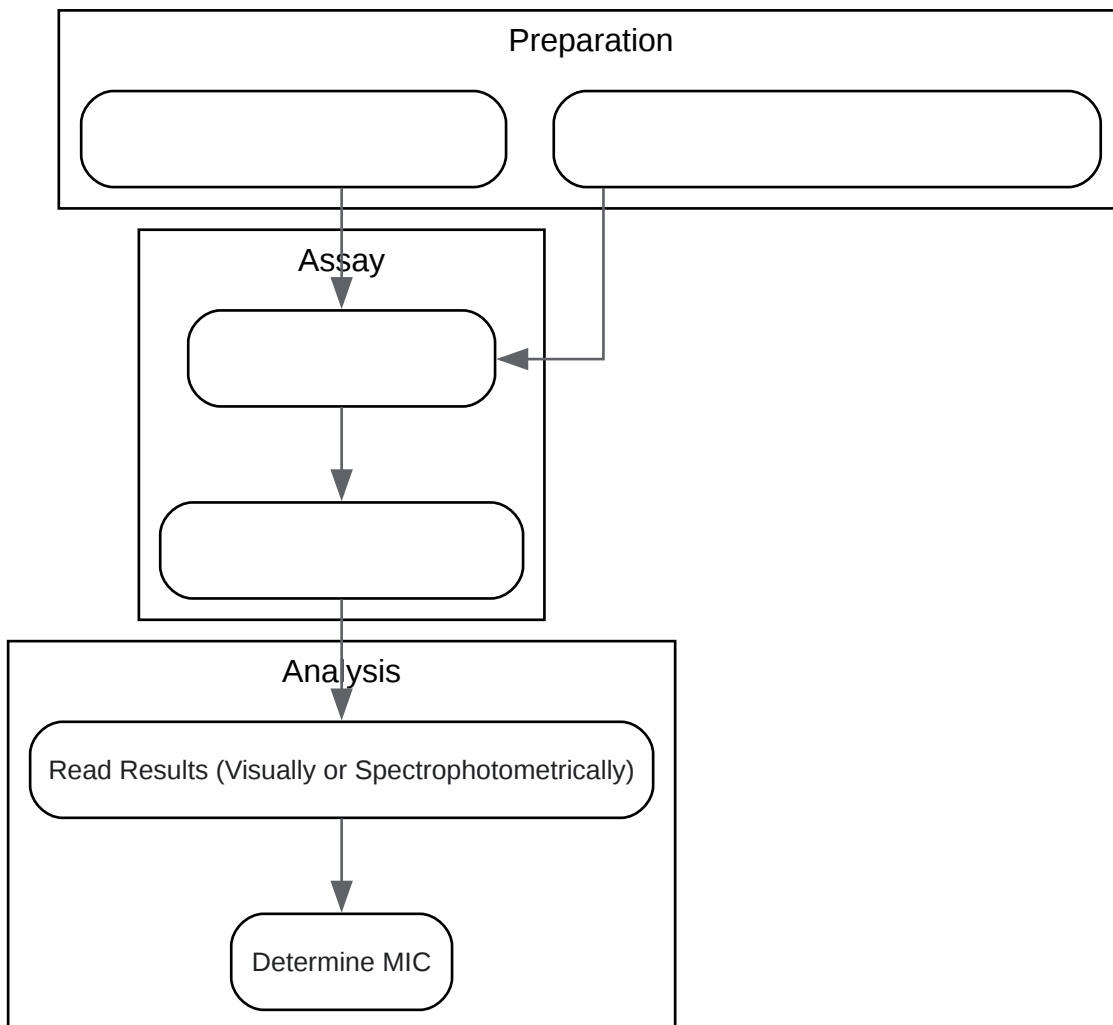 Preparation
Assay
Analysis
Read Results (Visually or Spectrophotometrically)
Determine MIC